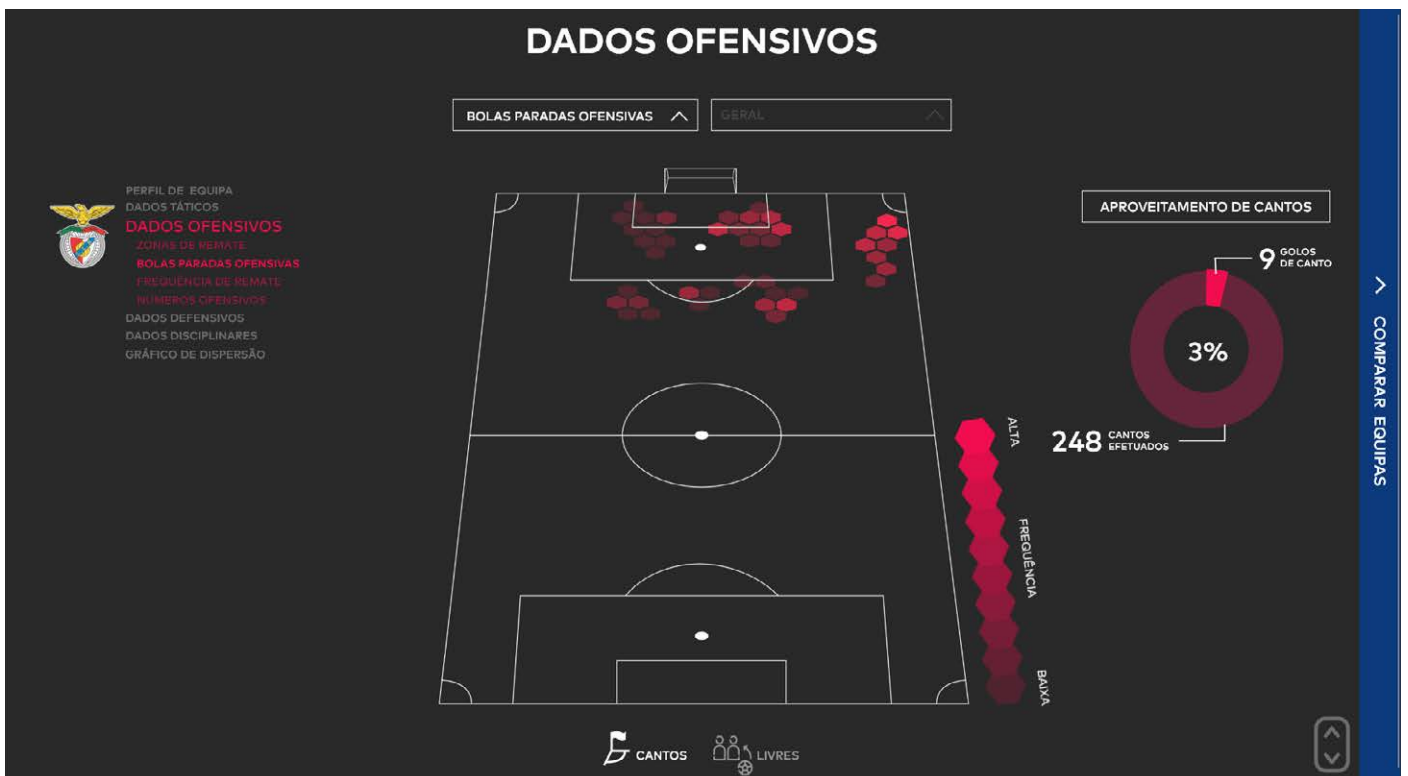 DADOS OFENSIVOS
BOLAS PARADAS OFENSIVAS
GERAL
PERFIL DE EQUIPA
DADOS TÁTICOS
DADOS OFENSIVOS
ZONAS DE REMATE
BOLAS PARADAS OFENSIVAS
FREQUÊNCIA DE REMATE
NÚMEROS OFENSIVOS
DADOS DEFENSIVOS
DADOS DISCIPLINARES
GRÁFICO DE DISPERSÃO
APROVEITAMENTO DE CANTOS
9 GOLOS
DE CANTO
3%
248 CANTOS
EFETUADOS
ALTA
FREQUÊNCIA
BAIXA
COMPARAR EQUIPAS
CANTOS
LIVRES